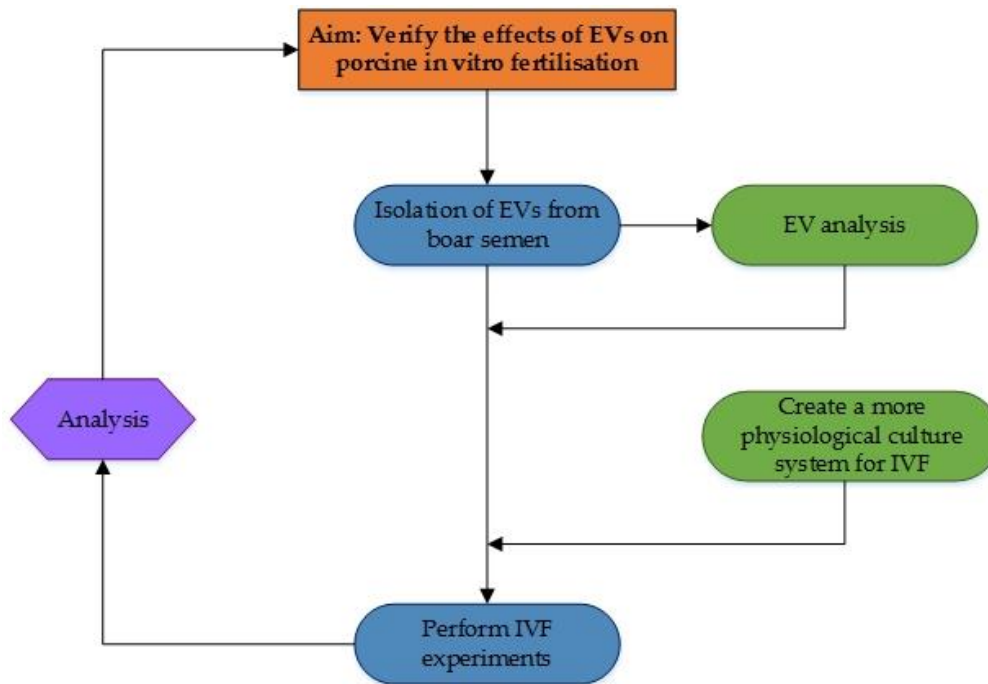 Aim: Verify the effects of EVs on
porcine in vitro fertilisation
Isolation of EVs from
boar semen
EV analysis
Analysis
Create a more
physiological culture
system for IVF
Perform IVF
experiments